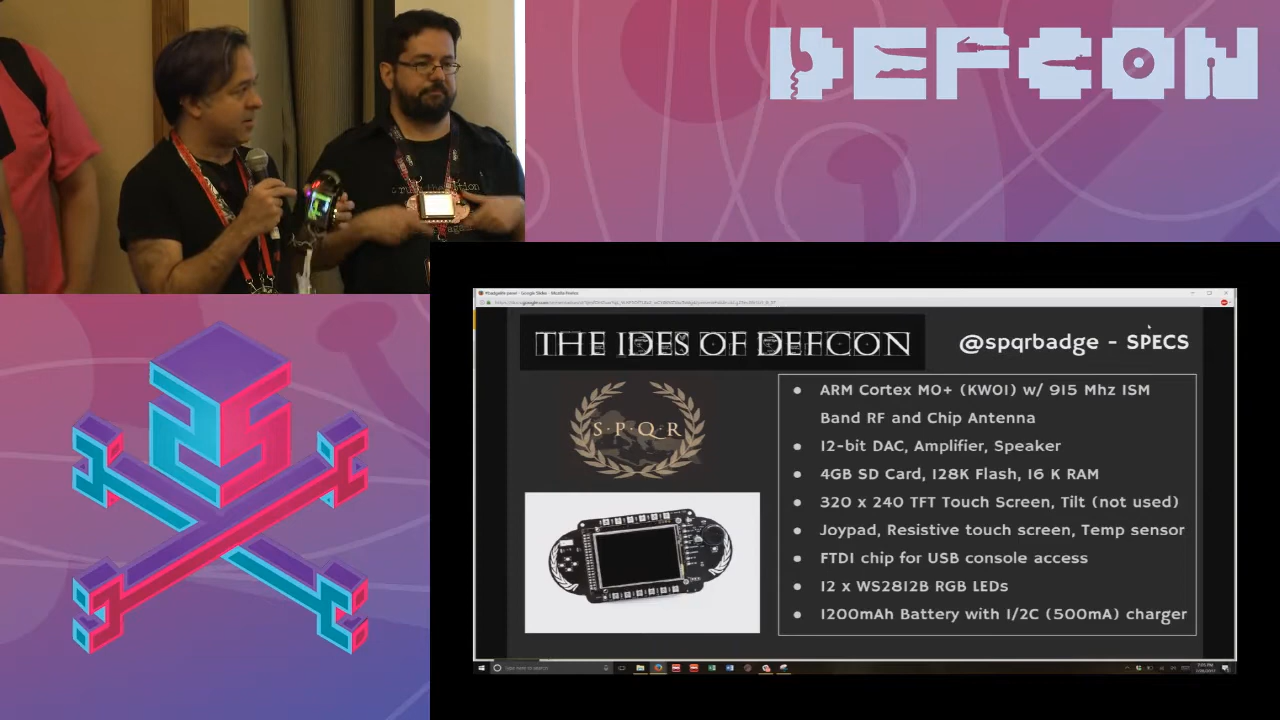 DEFCON
THE IDES OF DEFCON
@spqrbadge - SPECS
S·P·Q·R
● ARM Cortex M0+ (KW01) w/ 915 Mhz ISM
Band RF and Chip Antenna
● 12-bit DAC, Amplifier, Speaker
● 4GB SD Card, 128K Flash, 16 K RAM
● 320 x 240 TFT Touch Screen, Tilt (not used)
● Joypad, Resistive touch screen, Temp sensor
● FTDI chip for USB console access
● 12 x WS2812B RGB LEDs
● 1200mAh Battery with 1/2C (500mA) charger